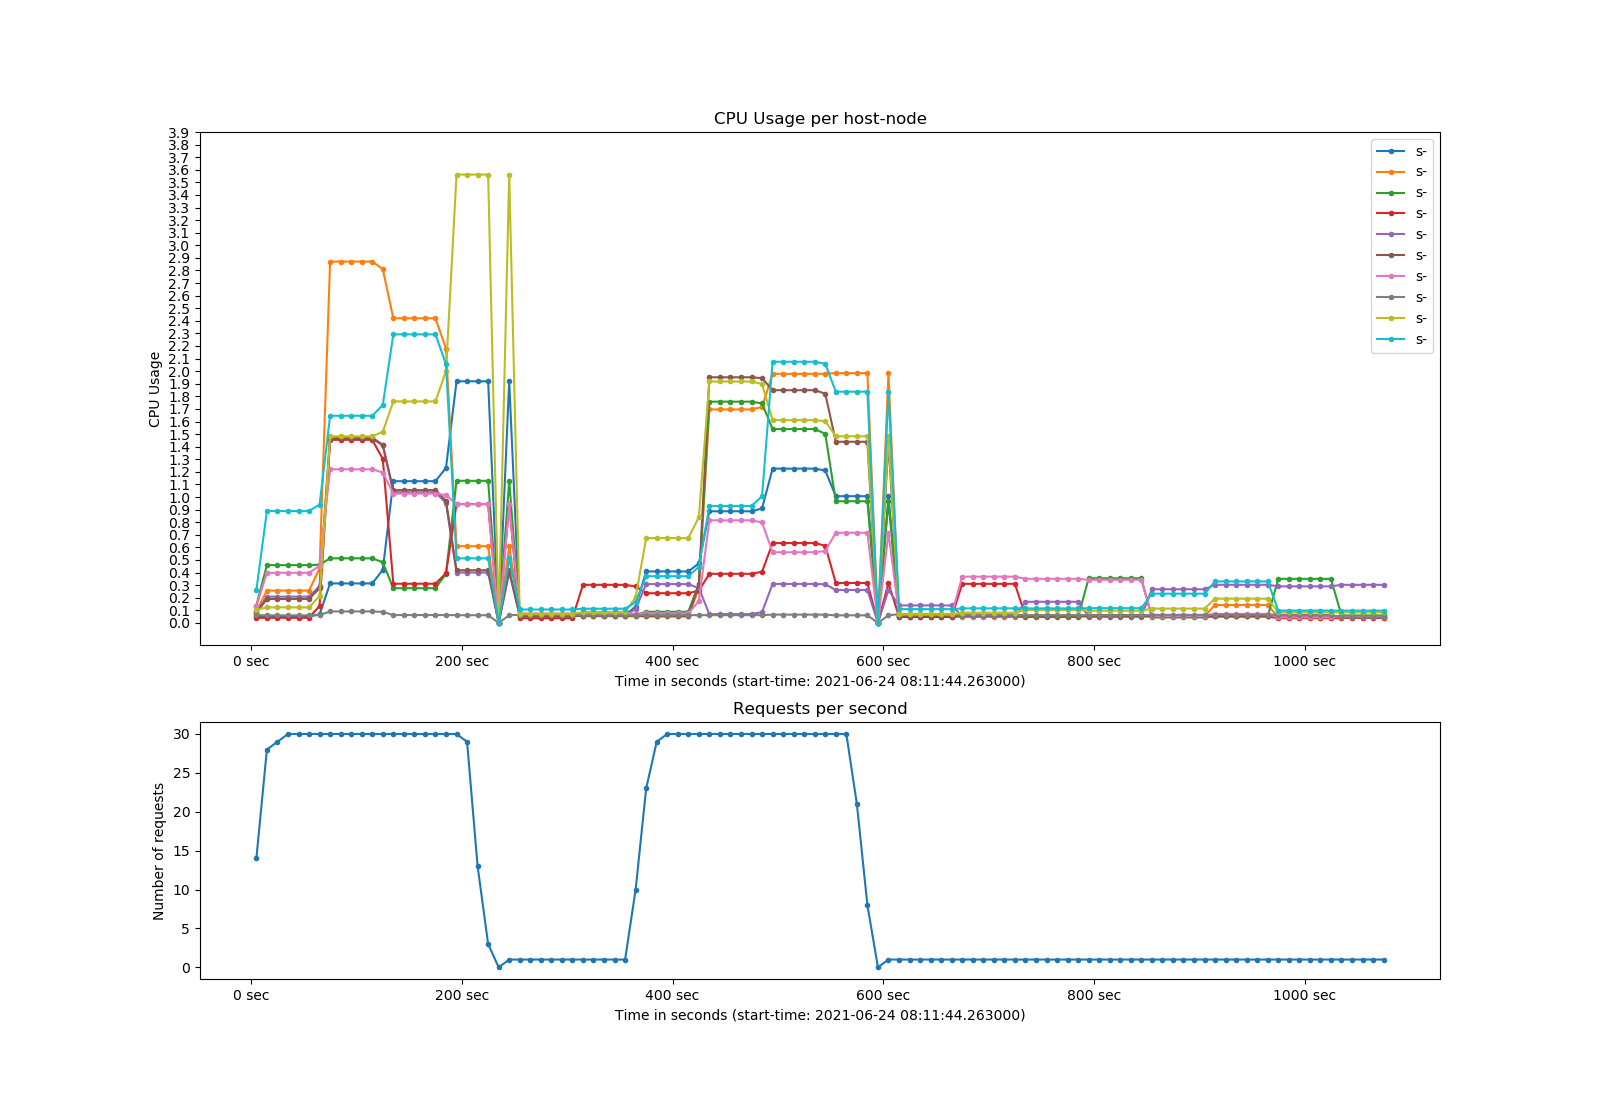 CPU Usage per host-node
3.9
3.8
3.7
3.6
3.5
3.4
3.3
3.2
3.1
3.0
2.9
2.8
2.7
2.6
2.5
2.4
2.3
2.2
2.1
2.0
1.9
1.8
1.7
1.6
1.5
1.4
1.3
1.2
1.1
1.0
0.9
0.8
0.7
0.6
0.5
0.4
0.3
0.2
0.1
0.0
CPU Usage
s-
s-
s-
s-
s-
s-
s-
s-
s-
s-
0 sec 200 sec 400 sec 600 sec 800 sec 1000 sec
Time in seconds (start-time: 2021-06-24 08:11:44.263000)
Requests per second
30
25
20
15
10
5
0
Number of requests
0 sec 200 sec 400 sec 600 sec 800 sec 1000 sec
Time in seconds (start-time: 2021-06-24 08:11:44.263000)